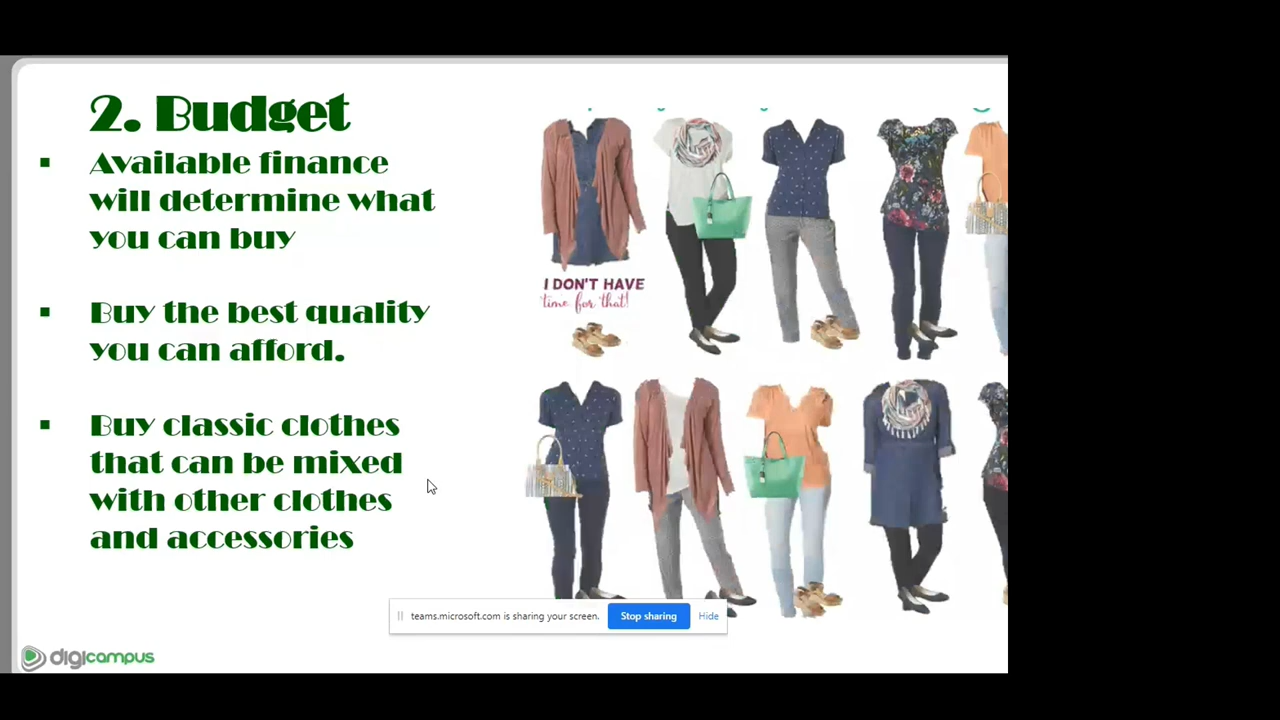 2. Budget
▪ Available finance
will determine what
you can buy
▪ Buy the best quality
you can afford.
▪ Buy classic clothes
that can be mixed
with other clothes
and accessories
I DON'T HAVE
time for that!
teams.microsoft.com is sharing your screen.
Stop sharing
Hide
digicampus